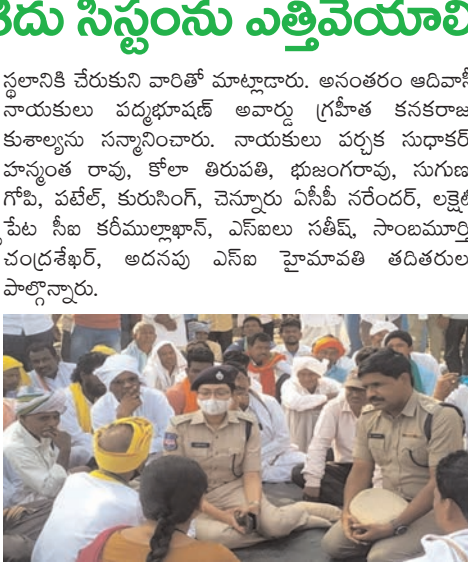 సిస్టంను ఎత్తివేయాలి
స్థలానికి చేరుకుని వారితో మాట్లాడారు. అనంతరం ఆదివాసీ
నాయకులు పద్మభూషణ్ అవార్డు గ్రహీత కనకరాజు
కుశాల్యను సన్మానించారు. నాయకులు పర్చక సుధాకర్
హన్మంత రావు, కోలా తిరుపతి, భుజంగరావు, సుగుణ
గోపి, పటేల్, కురుసింగ్, చెన్నూరు ఏసీపీ నరేందర్, లక్షెటి
పేట సీఐ కరీముల్లాఖాన్, ఎస్ఐలు సతీష్, సాంబమూర్తి
చంద్రశేఖర్, అదనపు ఎస్ఐ హైమావతి తదితరులు
పాల్గొన్నారు.